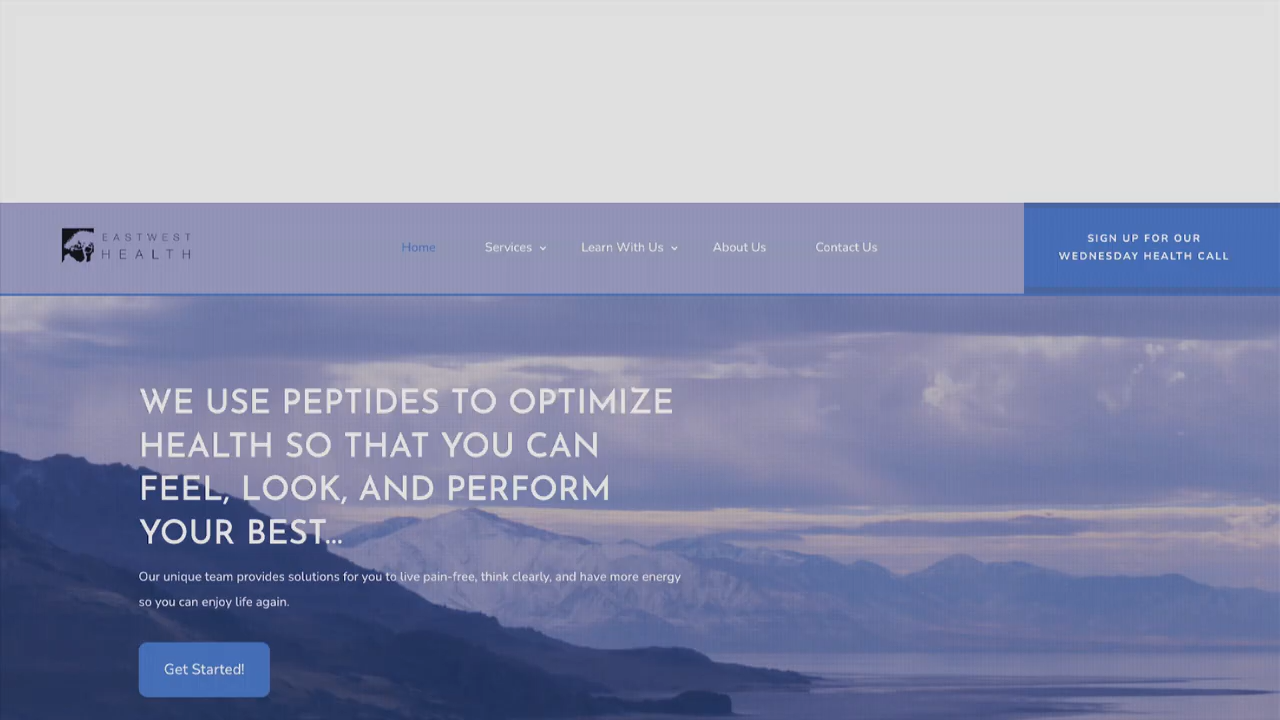 EASTWEST
HEALTH
Home
Services
Learn With Us
About Us
Contact Us
SIGN UP FOR OUR
WEDNESDAY HEALTH CALL
WE USE PEPTIDES TO OPTIMIZE
HEALTH SO THAT YOU CAN
FEEL, LOOK, AND PERFORM
YOUR BEST...
Our unique team provides solutions for you to live pain-free, think clearly, and have more energy
so you can enjoy life again.
Get Started!